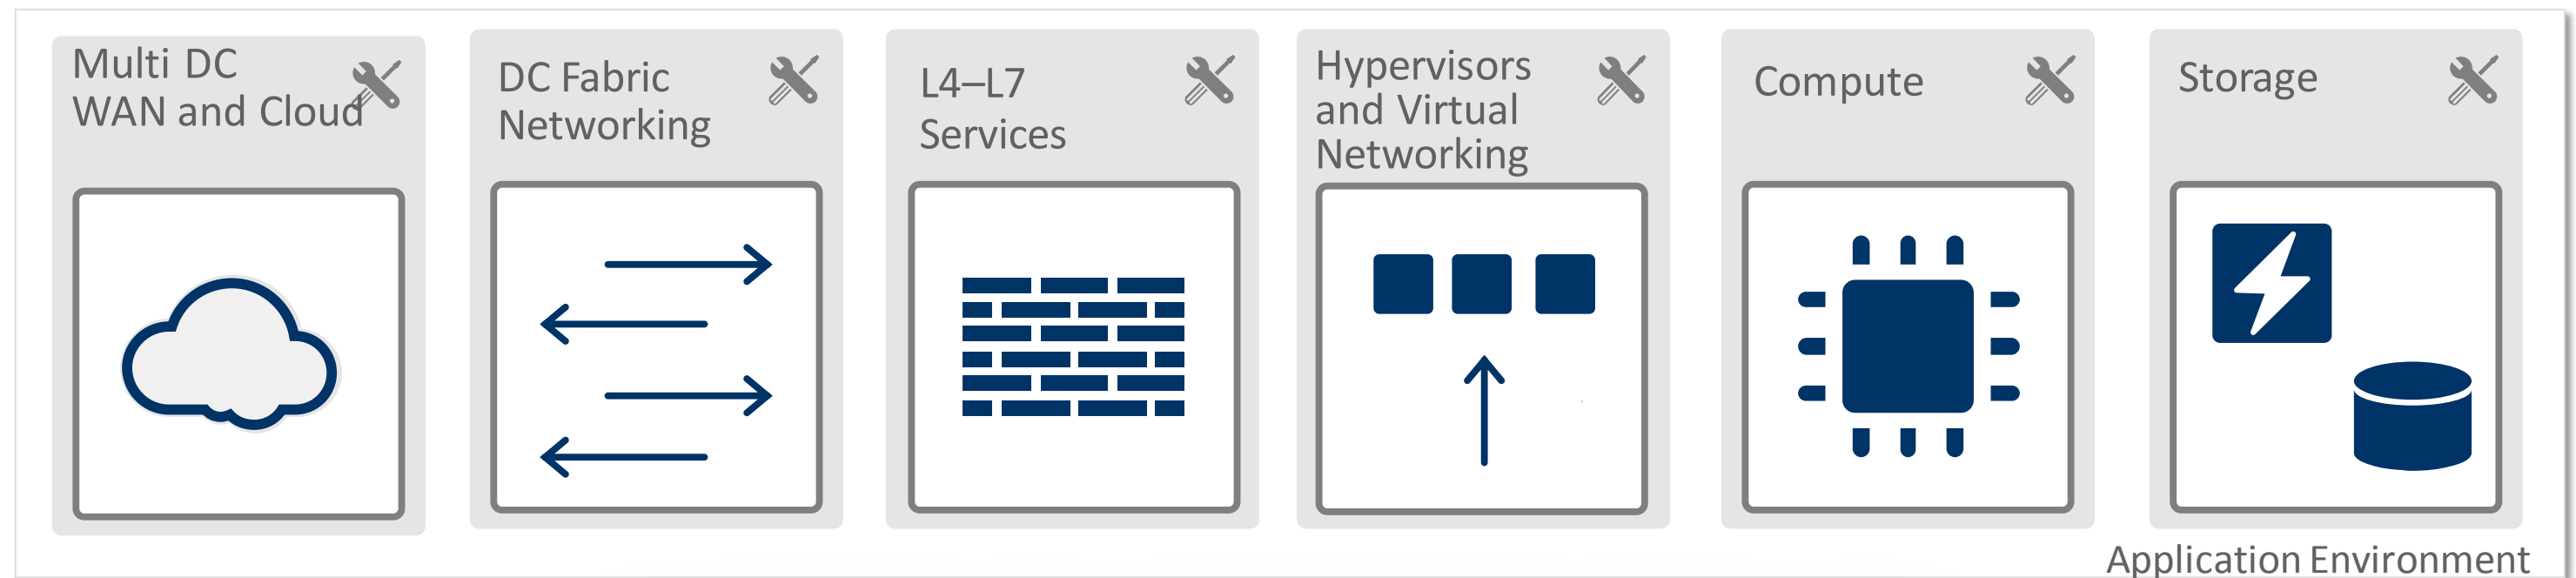 Multi DC
WAN and Cloud
DC Fabric
Networking
L4–L7
Services
Hypervisors
and Virtual
Networking
Compute
Storage
Application Environment